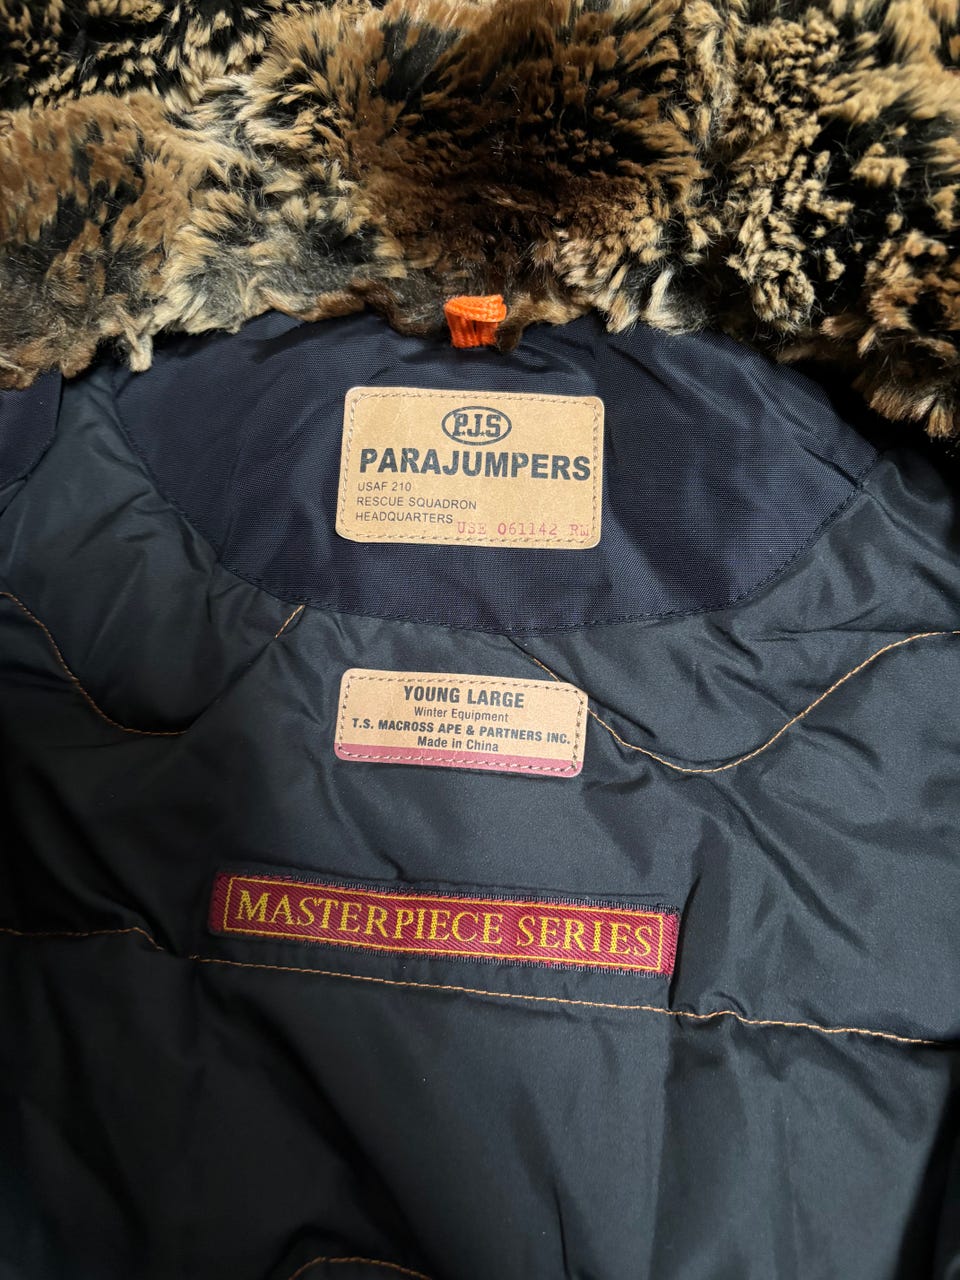 P.J.S
PARAJUMPERS
USAF 210
RESCUE SQUADRON
HEADQUARTERS
USE 061142 RW
YOUNG LARGE
Winter Equipment
T.S. MACROSS APE & PARTNERS INC.
Made in China
MASTERPIECE SERIES